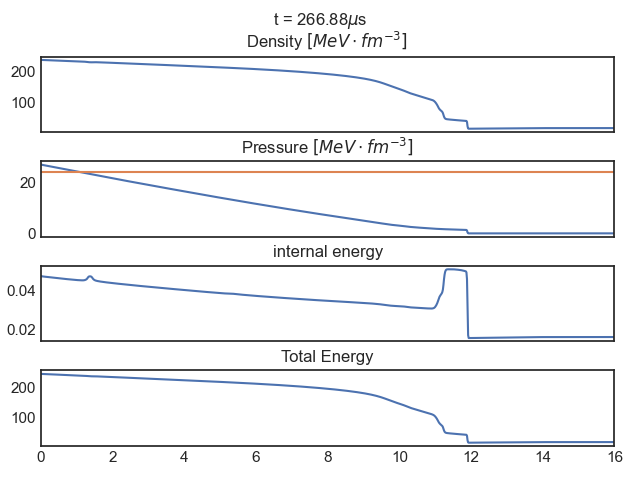 t = 266.88μs
Density [MeV · fm⁻³]
200
100
Pressure [MeV · fm⁻³]
20
0
internal energy
0.04
0.02
Total Energy
200
100
0 2 4 6 8 10 12 14 16